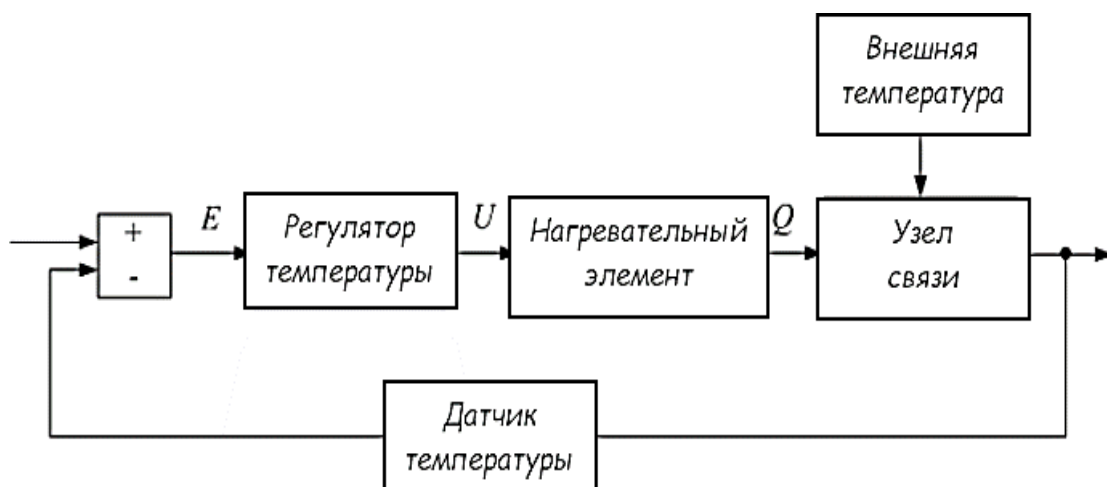 Внешняя
температура
+
-
E
Регулятор
температуры
U
Нагревательный
элемент
Q
Узел
связи
Датчик
температуры